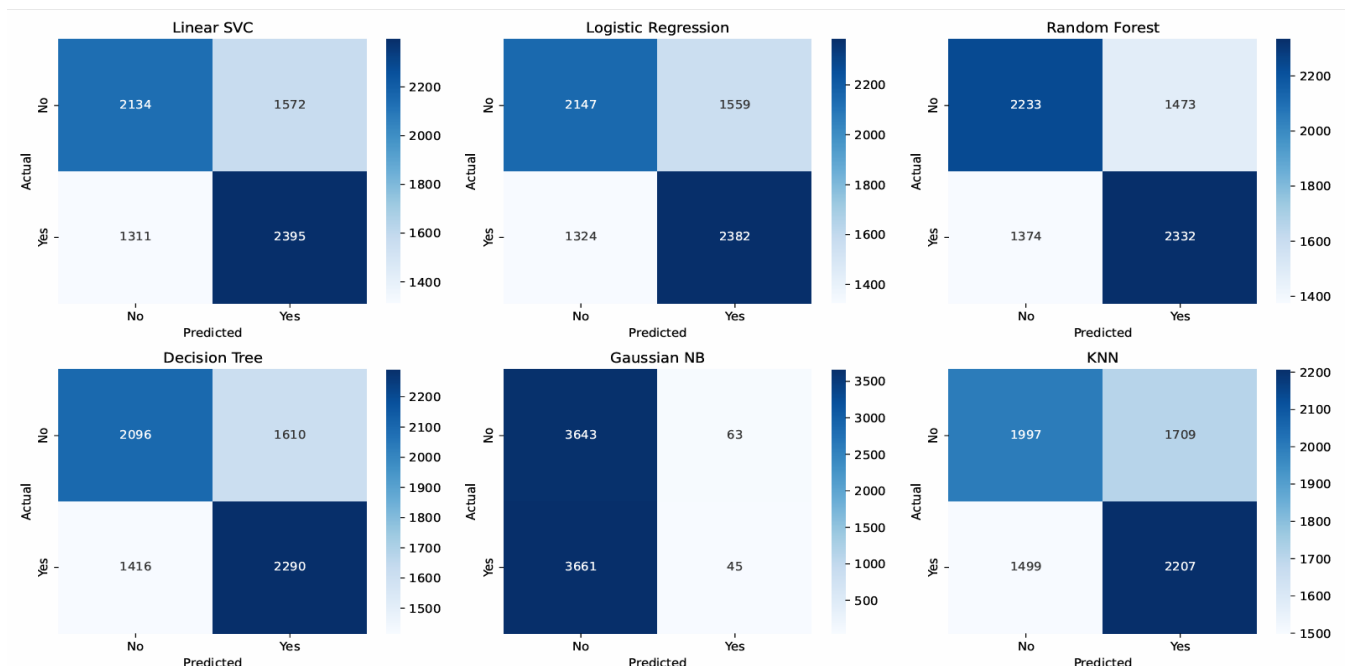 Linear SVC
No
2134
1572
Actual
Yes
1311
2395
No
Yes
Predicted
2200
2000
1800
1600
1400
Logistic Regression
No
2147
1559
Actual
Yes
1324
2382
No
Yes
Predicted
2200
2000
1800
1600
1400
Random Forest
No
2233
1473
Actual
Yes
1374
2332
No
Yes
Predicted
2200
2000
1800
1600
1400
Decision Tree
No
2096
1610
Actual
Yes
1416
2290
No
Yes
Predicted
2200
2100
2000
1900
1800
1700
1600
1500
Gaussian NB
No
3643
63
Actual
Yes
3661
45
No
Yes
Predicted
3500
3000
2500
2000
1500
1000
500
KNN
No
1997
1709
Actual
Yes
1499
2207
No
Yes
Predicted
2200
2100
2000
1900
1800
1700
1600
1500